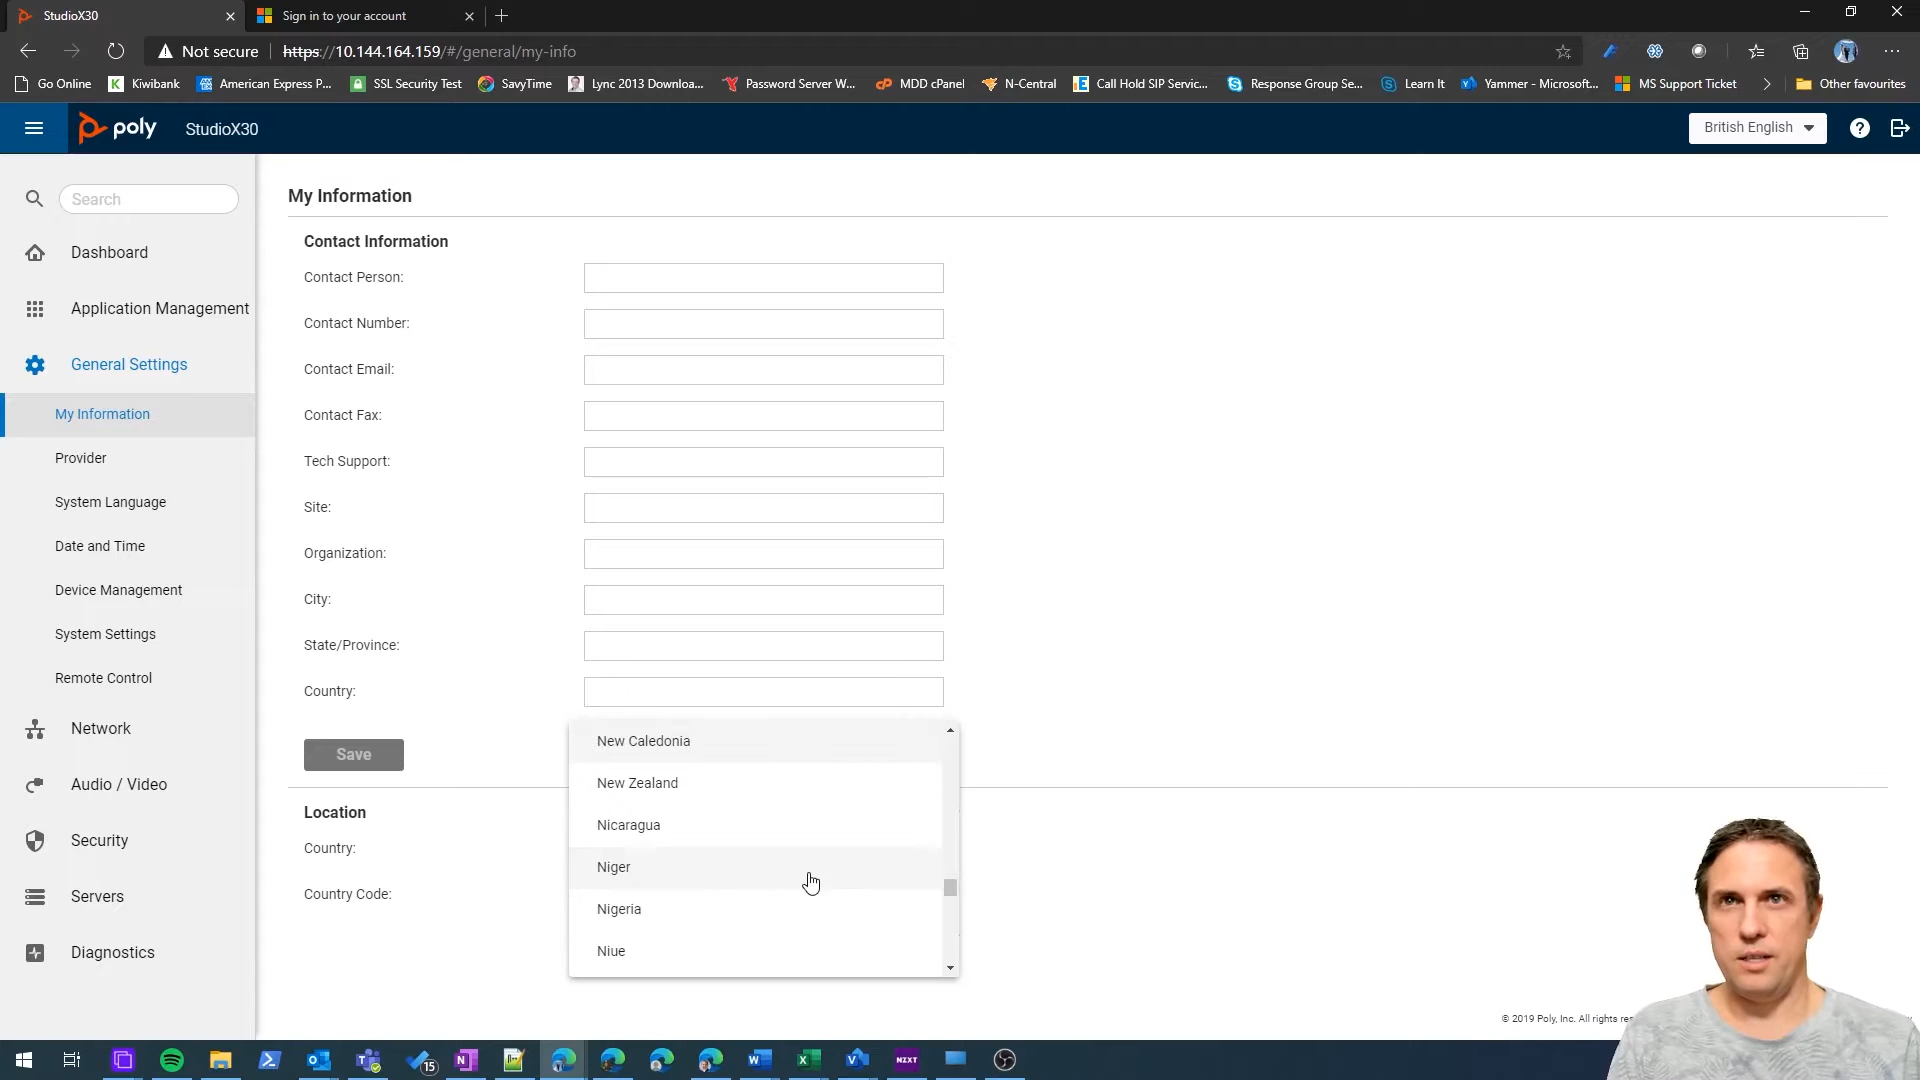 StudioX30
Sign in to your account
Not secure
https://10.144.164.159/#/general/my-info
Go Online
Kiwibank
American Express P...
SSL Security Test
SavyTime
Lync 2013 Downloa...
Password Server W...
MDD cPanel
N-Central
Call Hold SIP Servic...
Response Group Se...
Learn It
Yammer - Microsoft...
MS Support Ticket
Other favourites
poly
StudioX30
British English
Search
Dashboard
Application Management
General Settings
My Information
Provider
System Language
Date and Time
Device Management
System Settings
Remote Control
Network
Audio / Video
Security
Servers
Diagnostics
My Information
Contact Information
Contact Person:
Contact Number:
Contact Email:
Contact Fax:
Tech Support:
Site:
Organization:
City:
State/Province:
Country:
Save
New Caledonia
New Zealand
Nicaragua
Niger
Nigeria
Niue
Location
Country:
Country Code:
© 2019 Poly, Inc. All rights
15
NZXT